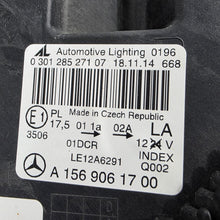 AL Automotive Lighting 0196
0 301 285 271 07 18.11.14 668
Made in Czech Republic
E1 PL 01 1a 02A LA
17,5 12 V
3506 01DCR INDEX
LE12A6291 Q002
A 156 906 17 00